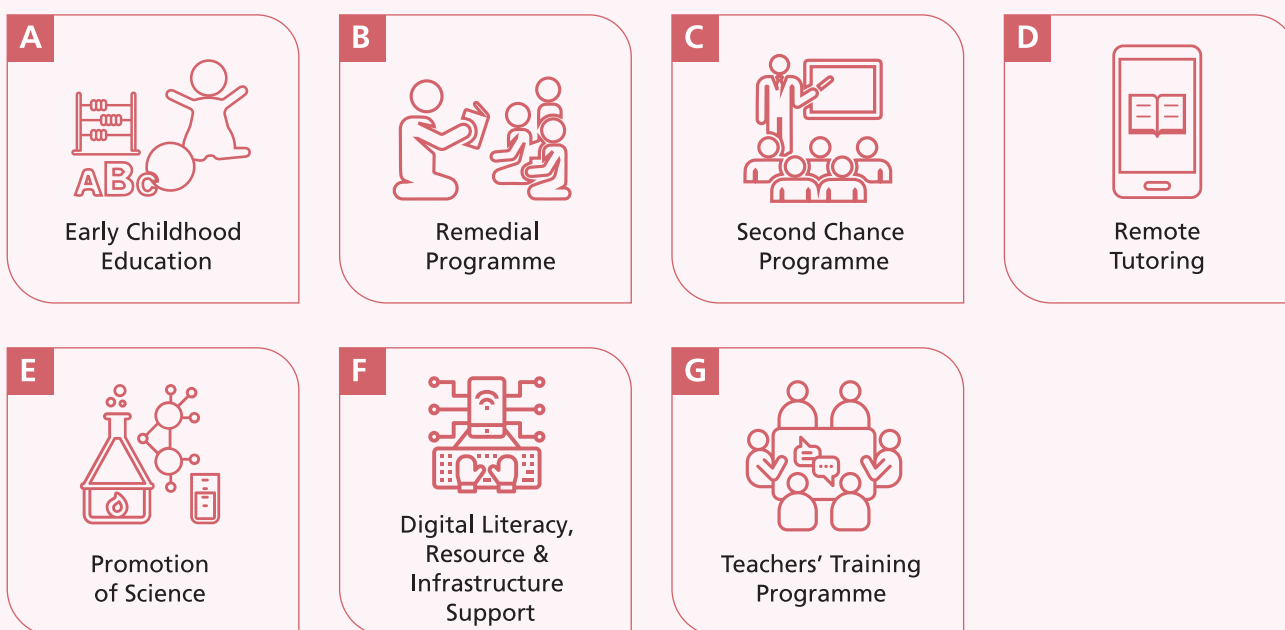 A
Early Childhood
Education
B
Remedial
Programme
C
Second Chance
Programme
D
Remote
Tutoring
E
Promotion
of Science
F
Digital Literacy,
Resource &
Infrastructure
Support
G
Teachers’ Training
Programme
ABC